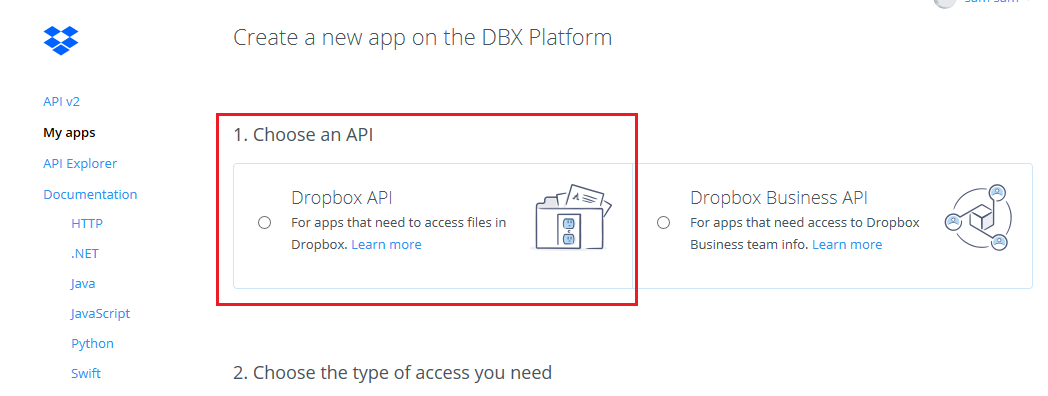 Create a new app on the DBX Platform
API v2
My apps
API Explorer
Documentation
HTTP
.NET
Java
JavaScript
Python
Swift
1. Choose an API
Dropbox API
For apps that need to access files in
Dropbox. Learn more
Dropbox Business API
For apps that need access to Dropbox
Business team info. Learn more
2. Choose the type of access you need